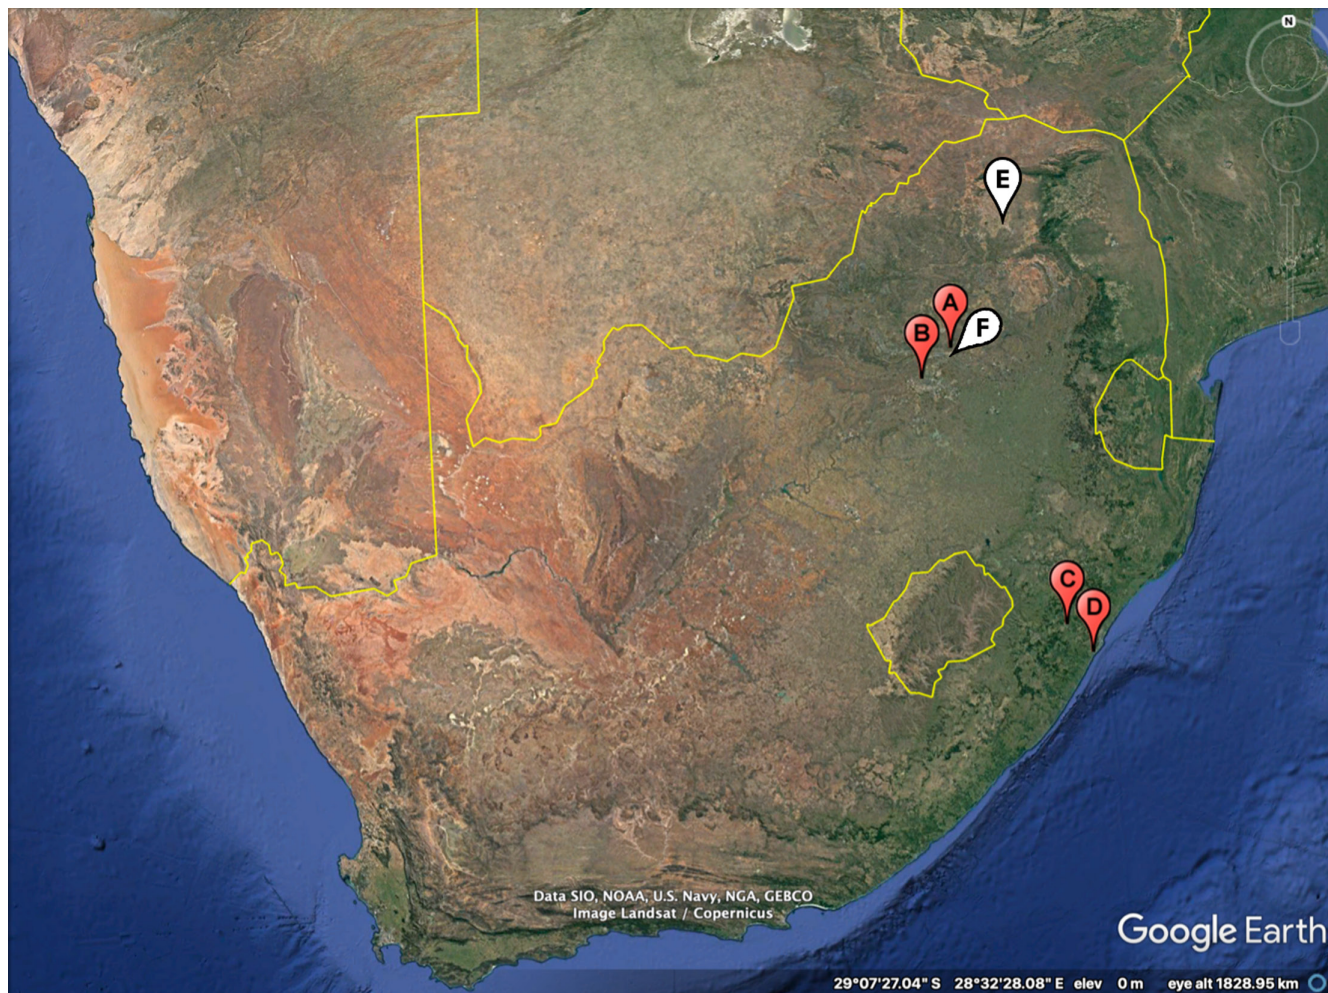 N
E
A
F
B
C
D
Data SIO, NOAA, U.S. Navy, NGA, GEBCO
Image Landsat / Copernicus
Google Earth
29°07'27.04" S 28°32'28.08" E elev 0 m eye alt 1828.95 km